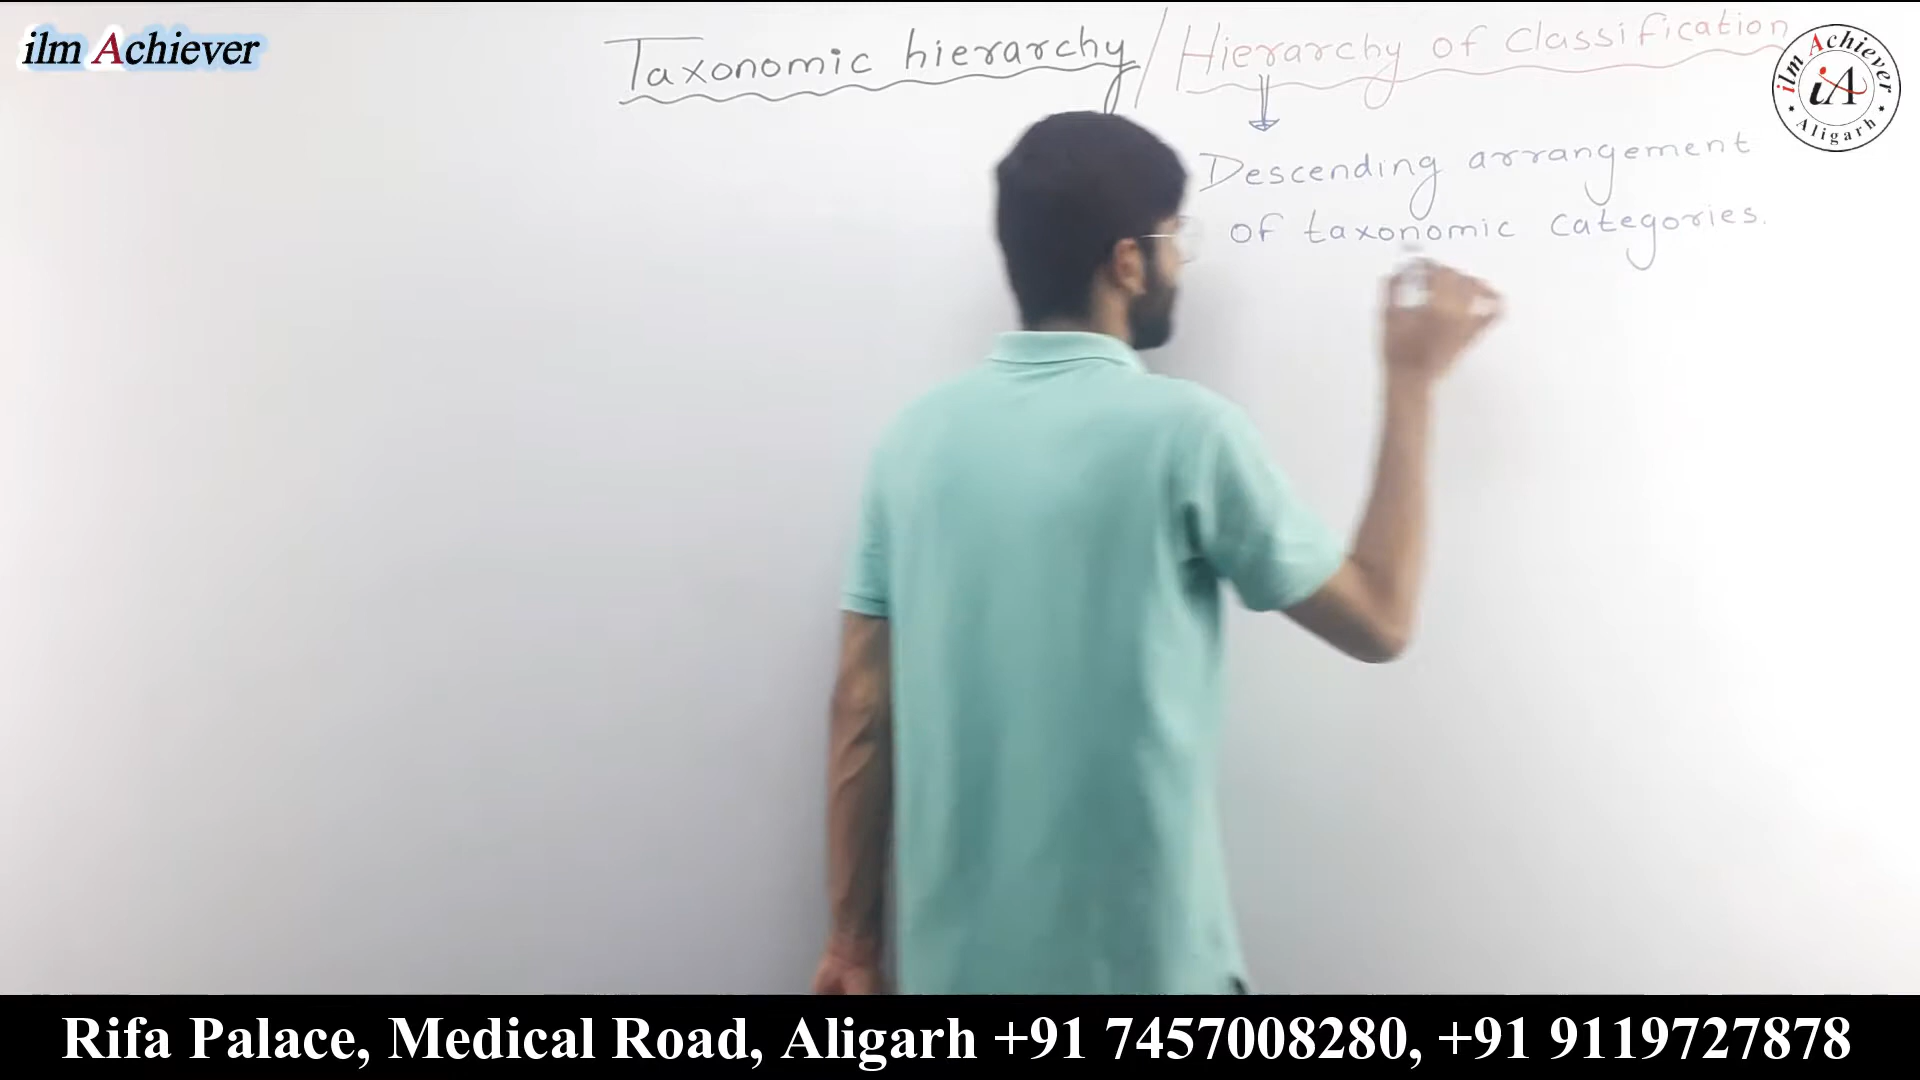 ilm Achiever
Taxonomic hierarchy / Hierarchy of Classification
ilm Achiever
iA
Aligarh
Descending arrangement
of taxonomic categories.
Rifa Palace, Medical Road, Aligarh +91 7457008280, +91 9119727878